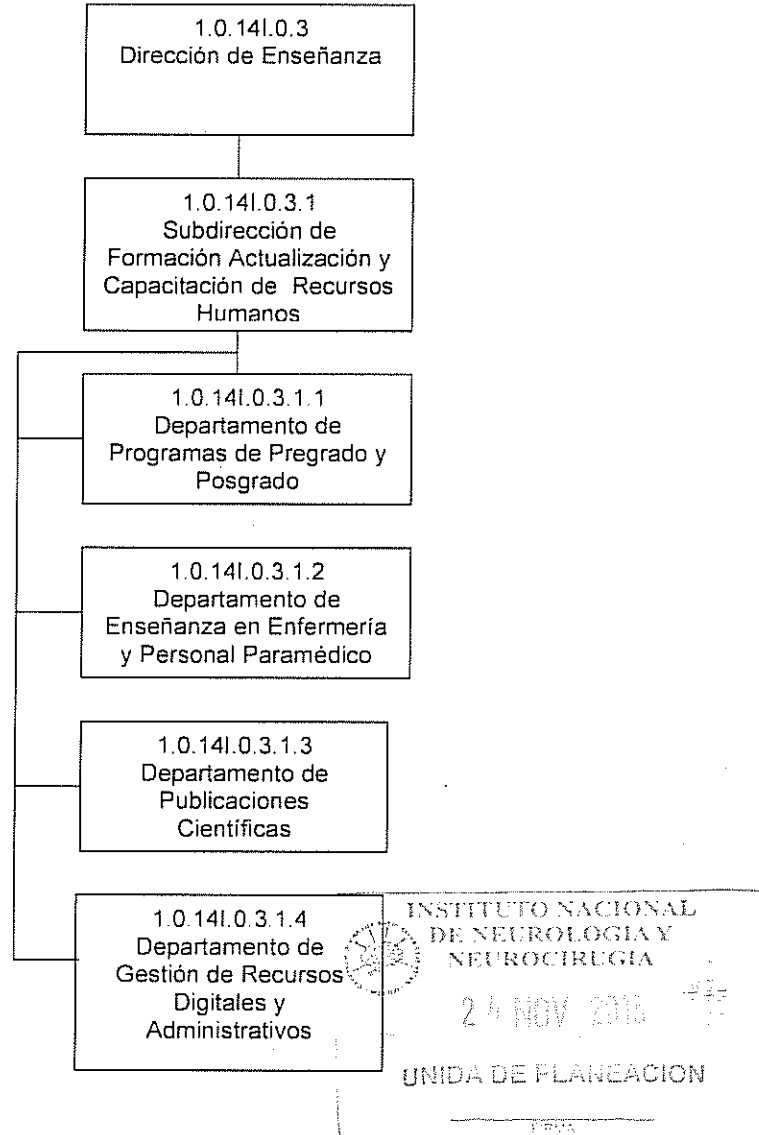 1.0.14I.0.3
Dirección de Enseñanza
1.0.14I.0.3.1
Subdirección de
Formación Actualización y
Capacitación de Recursos
Humanos
1.0.14I.0.3.1.1
Departamento de
Programas de Pregrado y
Posgrado
1.0.14I.0.3.1.2
Departamento de
Enseñanza en Enfermería
y Personal Paramédico
1.0.14I.0.3.1.3
Departamento de
Publicaciones
Científicas
1.0.14I.0.3.1.4
Departamento de
Gestión de Recursos
Digitales y
Administrativos
INSTITUTO NACIONAL
DE NEUROLOGIA Y
NEUROCIRUGIA
24 NOV
UNIDA DE PLANEACION